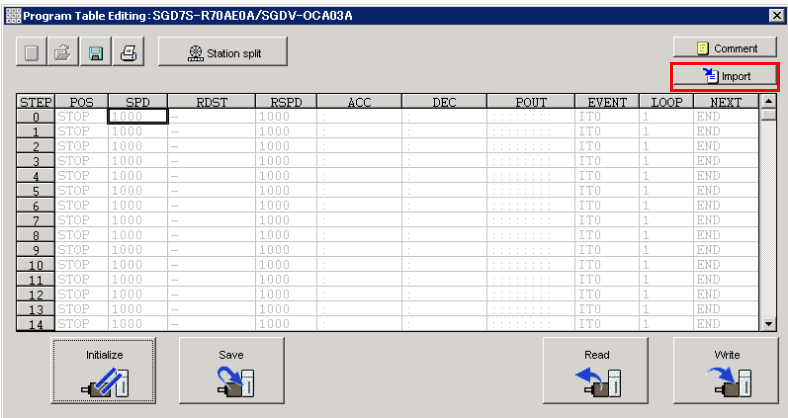 Program Table Editing : SGD7S-R70AE0A/SGDV-OCA03A
Station split
Comment
Import
STEP POS SPD RDST RSPD ACC DEC POUT EVENT LOOP NEXT
0 STOP 1000 – 1000 : : : : : : : : : : IT0 1 END
1 STOP 1000 – 1000 : : : : : : : : : : IT0 1 END
2 STOP 1000 – 1000 : : : : : : : : : : IT0 1 END
3 STOP 1000 – 1000 : : : : : : : : : : IT0 1 END
4 STOP 1000 – 1000 : : : : : : : : : : IT0 1 END
5 STOP 1000 – 1000 : : : : : : : : : : IT0 1 END
6 STOP 1000 – 1000 : : : : : : : : : : IT0 1 END
7 STOP 1000 – 1000 : : : : : : : : : : IT0 1 END
8 STOP 1000 – 1000 : : : : : : : : : : IT0 1 END
9 STOP 1000 – 1000 : : : : : : : : : : IT0 1 END
10 STOP 1000 – 1000 : : : : : : : : : : IT0 1 END
11 STOP 1000 – 1000 : : : : : : : : : : IT0 1 END
12 STOP 1000 – 1000 : : : : : : : : : : IT0 1 END
13 STOP 1000 – 1000 : : : : : : : : : : IT0 1 END
14 STOP 1000 – 1000 : : : : : : : : : : IT0 1 END
Initialize Save Read Write